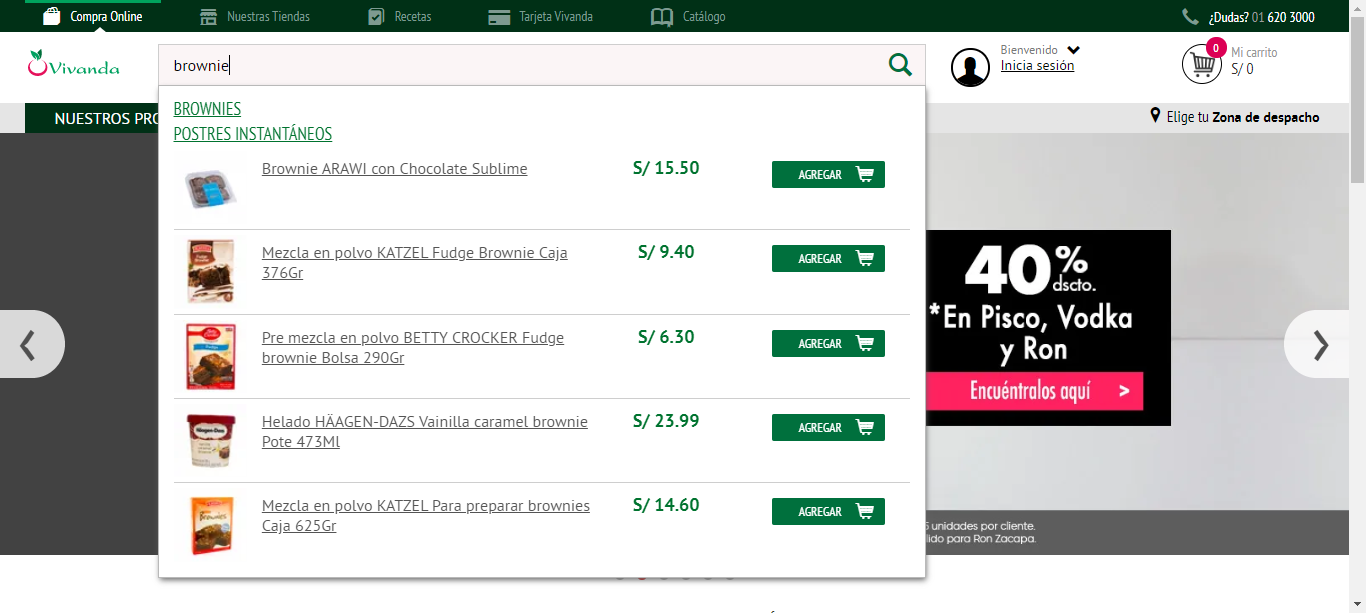 Compra Online
Nuestras Tiendas
Recetas
Tarjeta Vivanda
Catálogo
¿Dudas? 01 620 3000
Vivanda
brownie
Bienvenido
Inicia sesión
0
Mi carrito
S/ 0
NUESTROS PRO
Elige tu Zona de despacho
BROWNIES
POSTRES INSTANTÁNEOS
Brownie ARAWI con Chocolate Sublime
S/ 15.50
AGREGAR
Mezcla en polvo KATZEL Fudge Brownie Caja
376Gr
S/ 9.40
AGREGAR
Pre mezcla en polvo BETTY CROCKER Fudge
brownie Bolsa 290Gr
S/ 6.30
AGREGAR
Helado HÄAGEN-DAZS Vainilla caramel brownie
Pote 473Ml
S/ 23.99
AGREGAR
Mezcla en polvo KATZEL Para preparar brownies
Caja 625Gr
S/ 14.60
AGREGAR
40% dscto.
*En Pisco, Vodka
y Ron
Encuéntralos aquí >
unidades por cliente.
lido para Ron Zacapa.